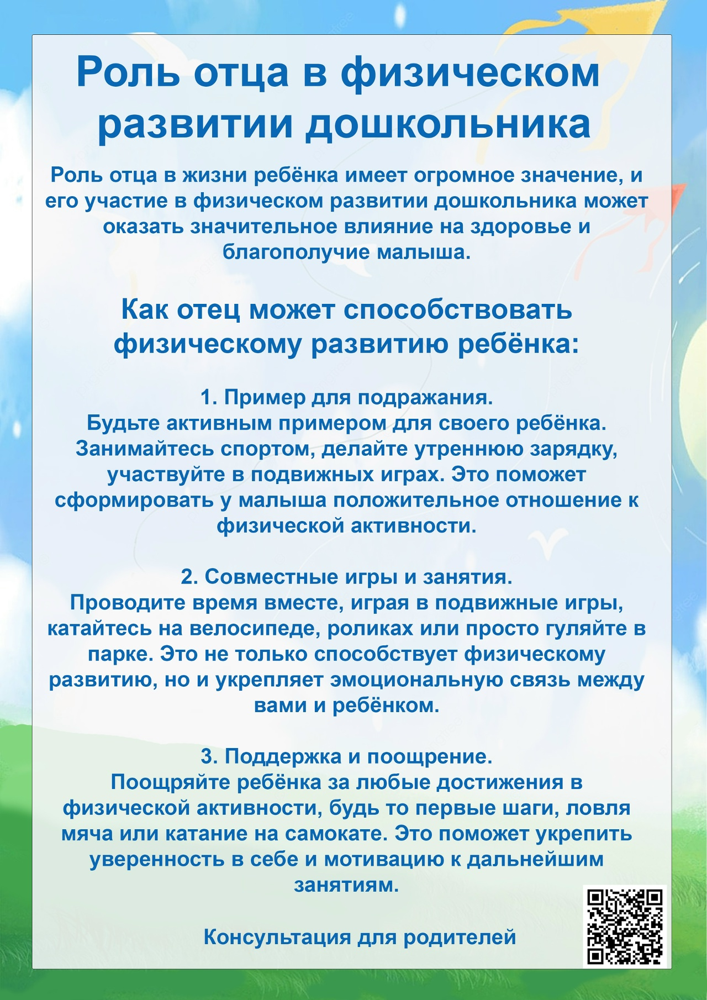 Роль отца в физическом
развитии дошкольника
Роль отца в жизни ребёнка имеет огромное значение, и
его участие в физическом развитии дошкольника может
оказать значительное влияние на здоровье и
благополучие малыша.
Как отец может способствовать
физическому развитию ребёнка:
1. Пример для подражания.
Будьте активным примером для своего ребёнка.
Занимайтесь спортом, делайте утреннюю зарядку,
участвуйте в подвижных играх. Это поможет
сформировать у малыша положительное отношение к
физической активности.
2. Совместные игры и занятия.
Проводите время вместе, играя в подвижные игры,
катайтесь на велосипеде, роликах или просто гуляйте в
парке. Это не только способствует физическому
развитию, но и укрепляет эмоциональную связь между
вами и ребёнком.
3. Поддержка и поощрение.
Поощряйте ребёнка за любые достижения в
физической активности, будь то первые шаги, ловля
мяча или катание на самокате. Это поможет укрепить
уверенность в себе и мотивацию к дальнейшим
занятиям.
Консультация для родителей